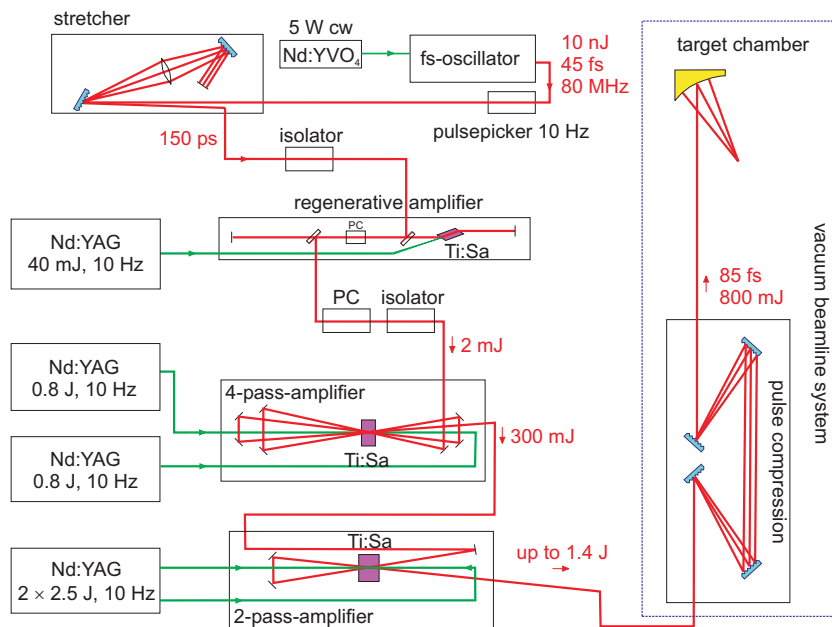 stretcher
5 W cw
Nd:YVO₄
fs-oscillator
10 nJ
45 fs
80 MHz
pulsepicker 10 Hz
target chamber
150 ps
isolator
regenerative amplifier
PC
Ti:Sa
Nd:YAG
40 mJ, 10 Hz
PC
isolator
2 mJ
85 fs
800 mJ
vacuum beamline system
Nd:YAG
0.8 J, 10 Hz
4-pass-amplifier
Ti:Sa
300 mJ
Nd:YAG
0.8 J, 10 Hz
pulse compression
Ti:Sa
up to 1.4 J
Nd:YAG
2 × 2.5 J, 10 Hz
2-pass-amplifier